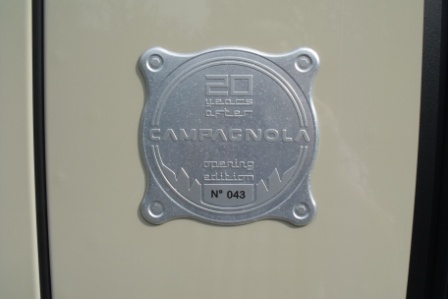 20
years
after
CAMPAGNOLA
opening
edition
N° 043